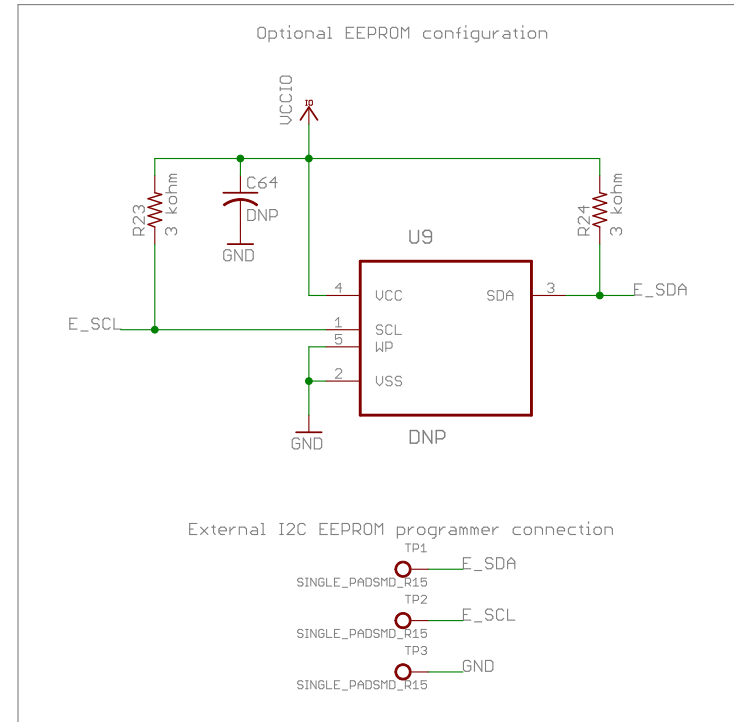 Optional EEPROM configuration
VCCIO
IO
R23
3 kohm
C64
DNP
GND
R24
3 kohm
U9
4
VCC
SDA
3
E_SDA
E_SCL
1
SCL
5
WP
2
VSS
GND
DNP
External I2C EEPROM programmer connection
TP1
E_SDA
SINGLE_PADSMD_R15
TP2
E_SCL
SINGLE_PADSMD_R15
TP3
GND
SINGLE_PADSMD_R15